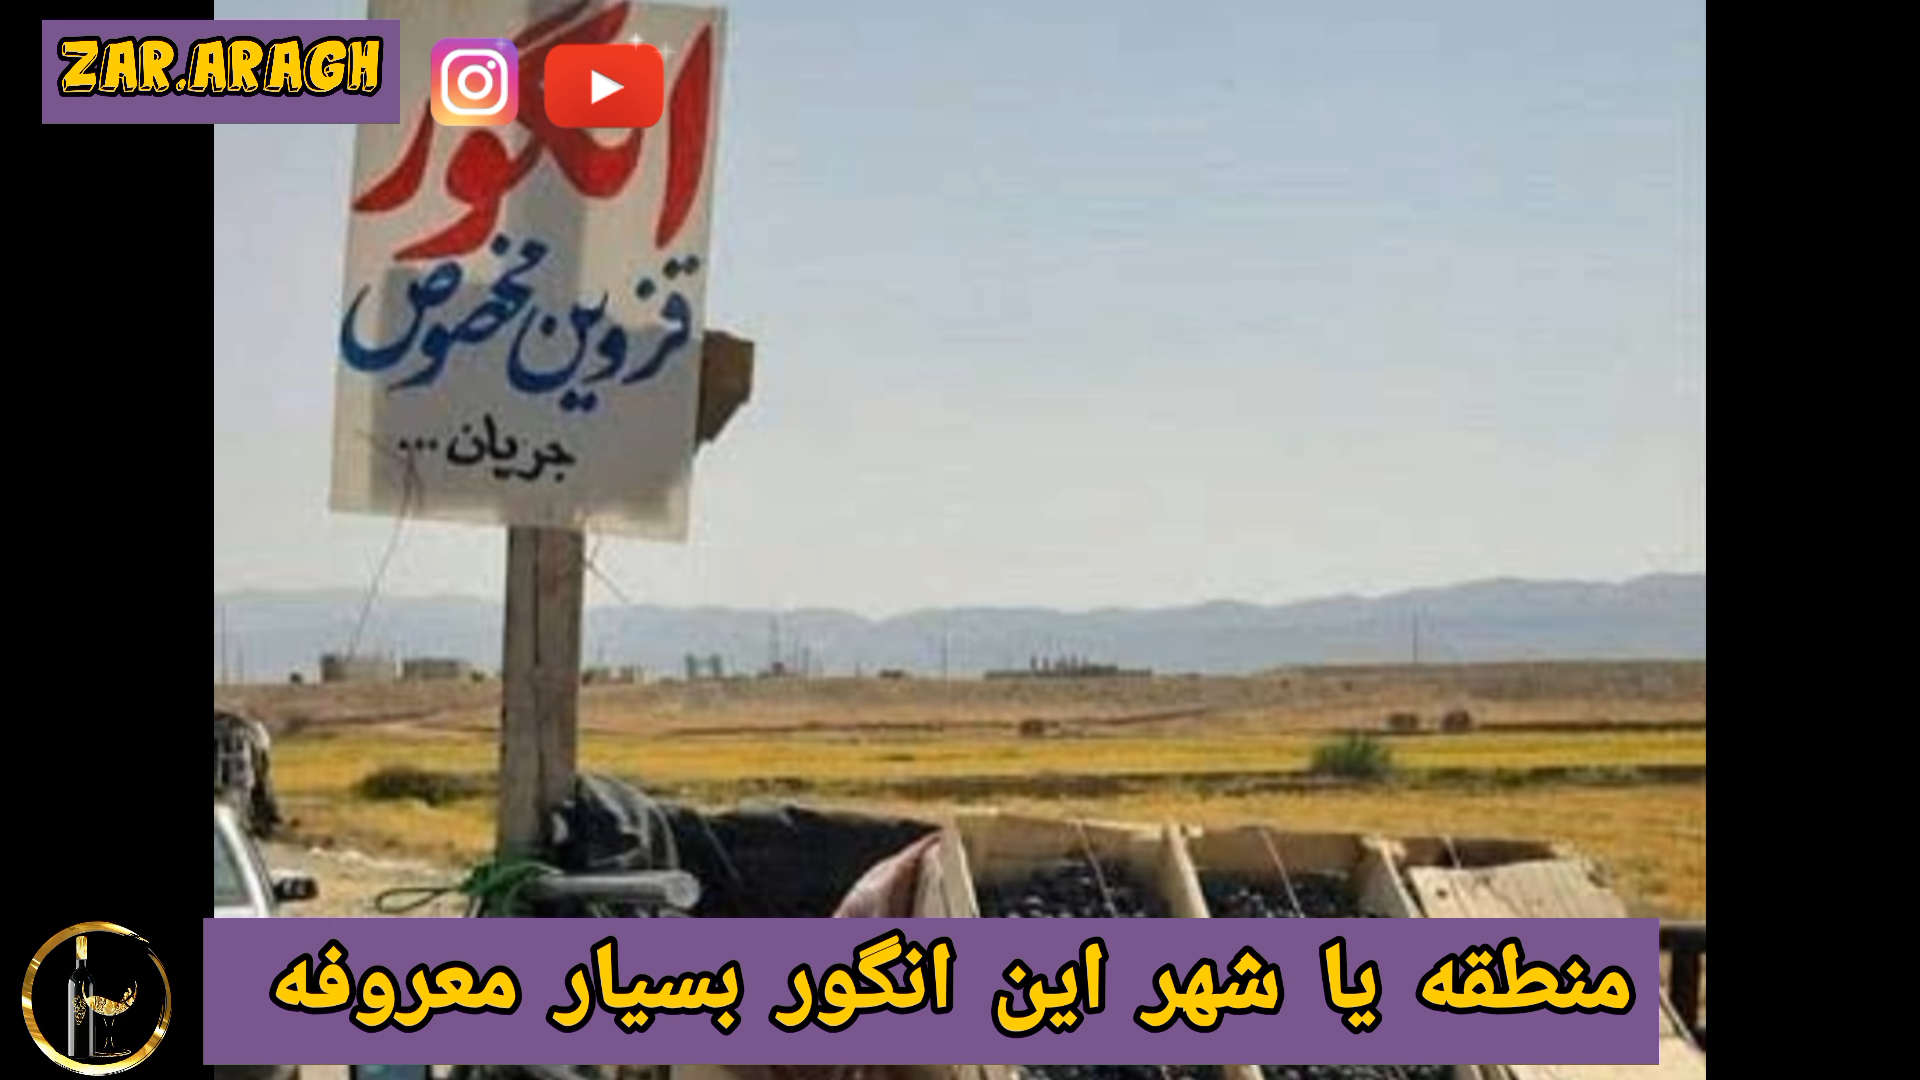 ZAR.ARAGH
انگور
قزوین مخصوص
جریان...
منطقه یا شهر این انگور بسیار معروفه